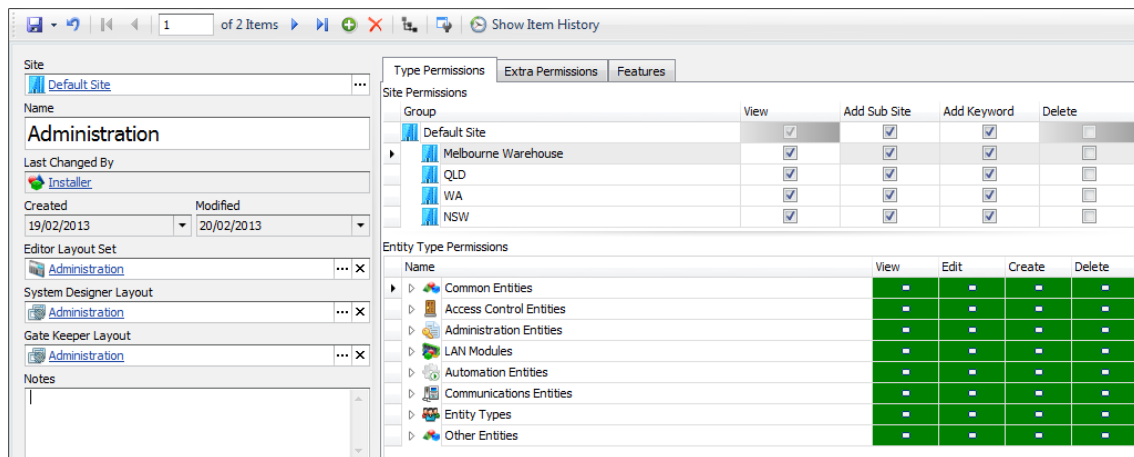 1 of 2 Items Show Item History
Site
Default Site
Name
Administration
Last Changed By
Installer
Created Modified
19/02/2013 20/02/2013
Editor Layout Set
Administration
System Designer Layout
Administration
Gate Keeper Layout
Administration
Notes
Type Permissions Extra Permissions Features
Site Permissions
Group View Add Sub Site Add Keyword Delete
Default Site
Melbourne Warehouse
QLD
WA
NSW
Entity Type Permissions
Name View Edit Create Delete
Common Entities
Access Control Entities
Administration Entities
LAN Modules
Automation Entities
Communications Entities
Entity Types
Other Entities